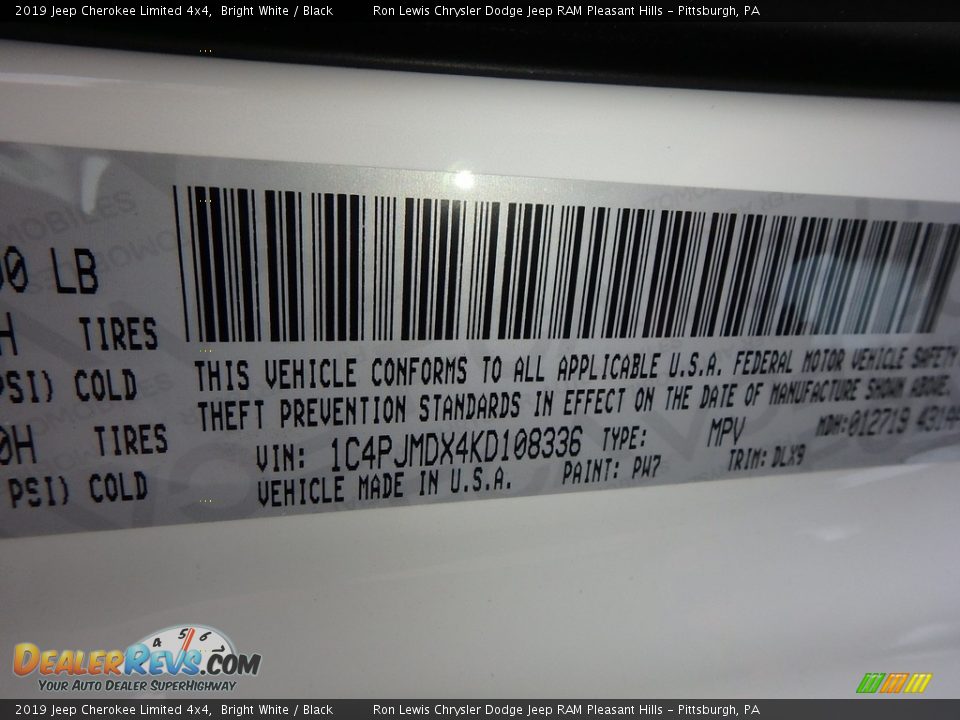 2019 Jeep Cherokee Limited 4x4, Bright White / Black Ron Lewis Chrysler Dodge Jeep RAM Pleasant Hills - Pittsburgh, PA
LB
TIRES
PSI) COLD
TIRES
PSI) COLD
THIS VEHICLE CONFORMS TO ALL APPLICABLE U.S.A. FEDERAL MOTOR VEHICLE SAFETY
THEFT PREVENTION STANDARDS IN EFFECT ON THE DATE OF MANUFACTURE SHOWN ABOVE.
VIN: 1C4PJMDX4KD108336 TYPE: MPV MDH:012719
VEHICLE MADE IN U.S.A. PAINT: PW7 TRIM: DLX9
4 5 6 7
DEALERREVS.COM
YOUR AUTO DEALER SUPERHIGHWAY
2019 Jeep Cherokee Limited 4x4, Bright White / Black Ron Lewis Chrysler Dodge Jeep RAM Pleasant Hills - Pittsburgh, PA